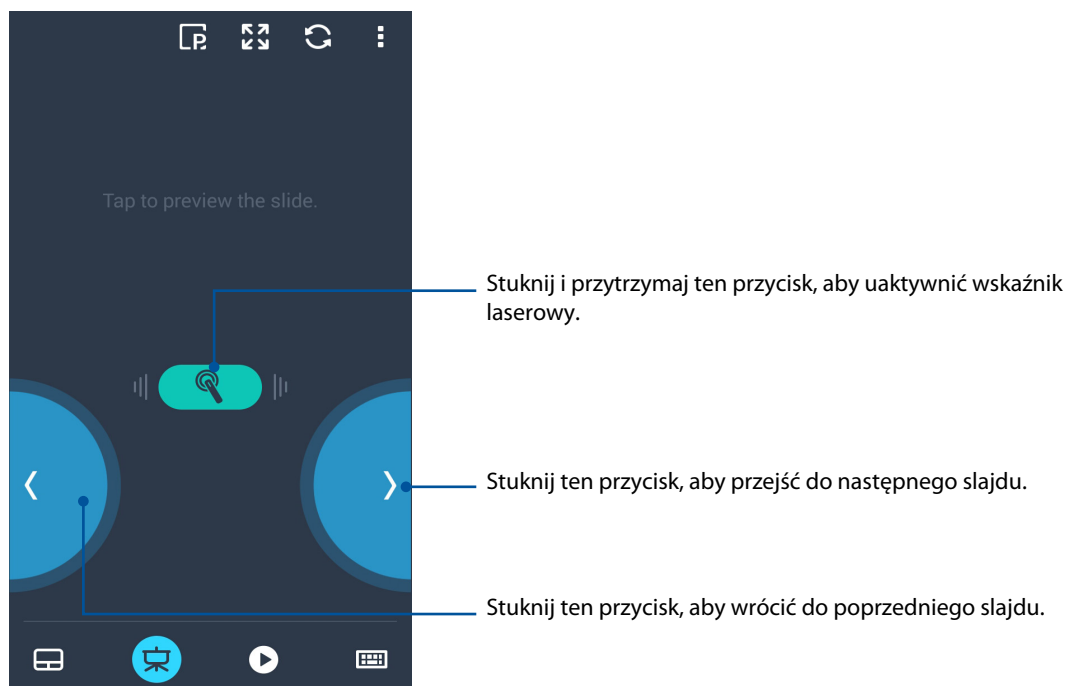 Tap to preview the slide.
Stuknij i przytrzymaj ten przycisk, aby uaktywnić wskaźnik
laserowy.
Stuknij ten przycisk, aby przejść do następnego slajdu.
Stuknij ten przycisk, aby wrócić do poprzedniego slajdu.